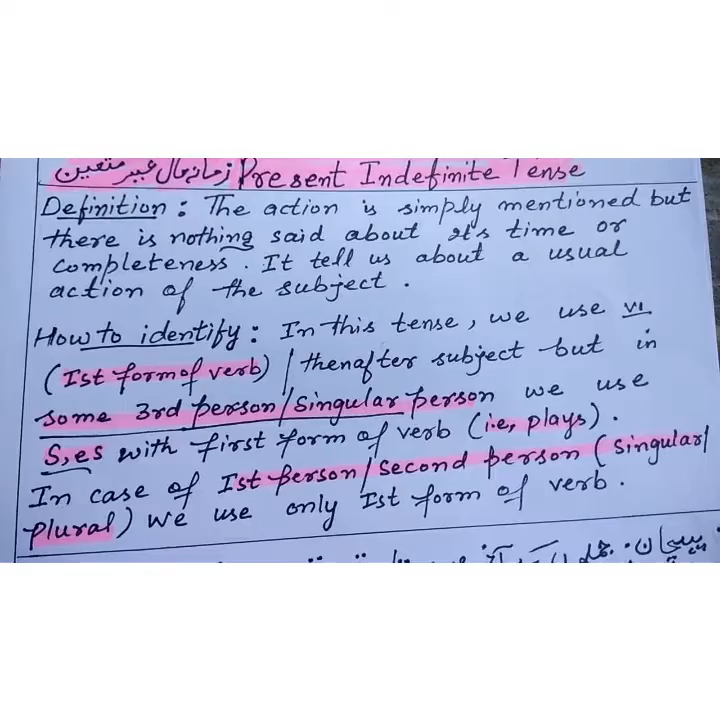 زمانہ حال غیر متعین Present Indefinite Tense
Definition : The action is simply mentioned but
there is nothing said about it's time or
completeness. It tell us about a usual
action of the subject.
How to identify : In this tense, we use VI
(Ist form of verb) / thenafter subject but in
some 3rd person/Singular person we use
S,es with first form of verb (ie, plays).
In case of Ist person/second person (Singular/
plural) we use only Ist form of verb.
پہچان: